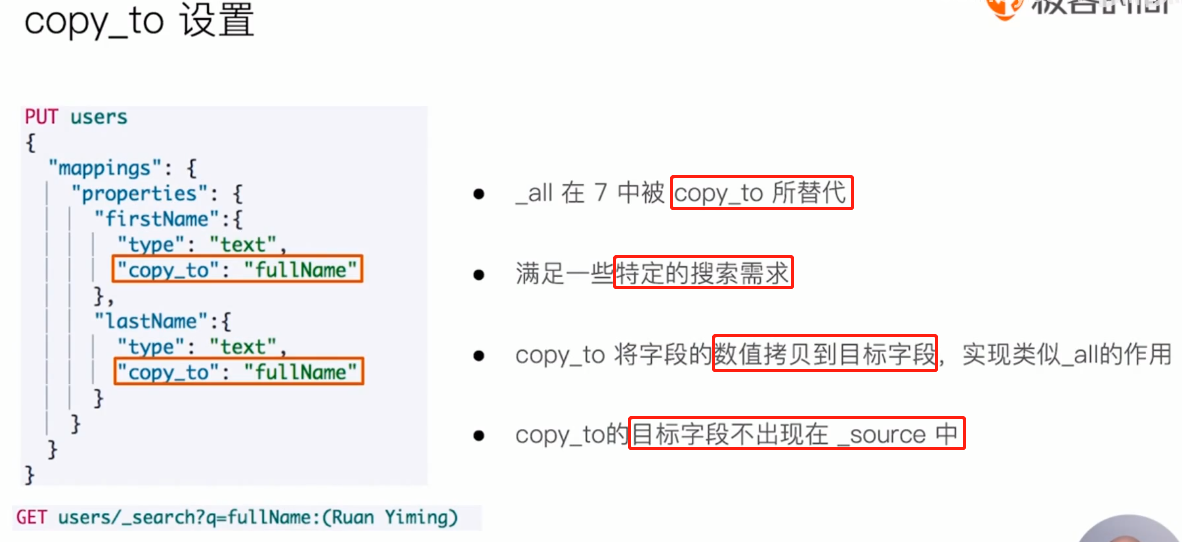 copy_to 设置
PUT users
{
"mappings": {
"properties": {
"firstName":{
"type": "text",
"copy_to": "fullName"
},
"lastName":{
"type": "text",
"copy_to": "fullName"
}
}
}
}
GET users/_search?q=fullName:(Ruan Yiming)
● _all 在 7 中被 copy_to 所替代
● 满足一些特定的搜索需求
● copy_to 将字段的数值拷贝到目标字段，实现类似_all的作用
● copy_to的目标字段不出现在 _source 中